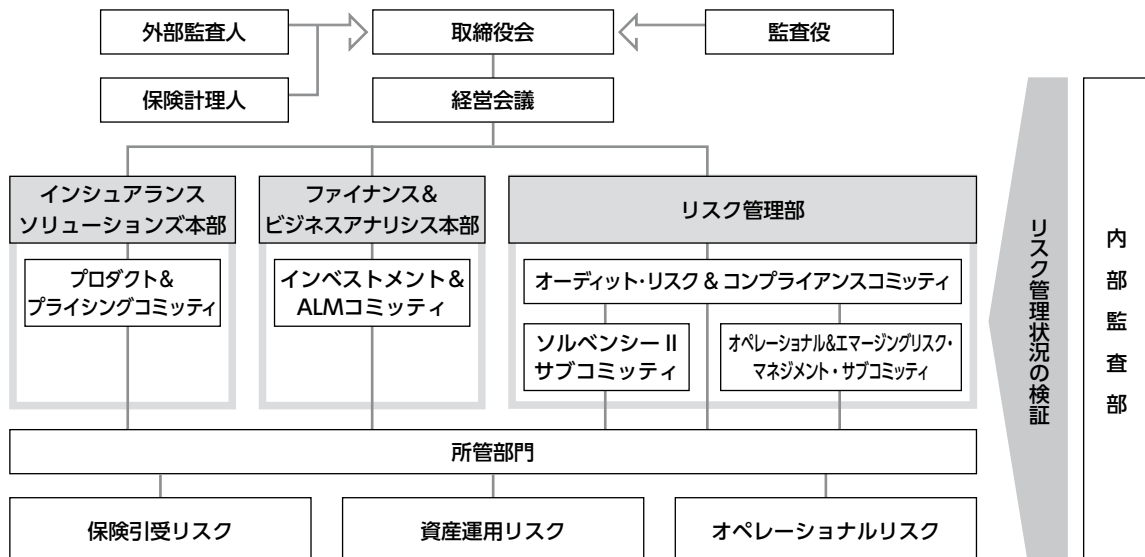 外部監査人
取締役会
監査役
保険計理人
経営会議
インシュアランス
ソリューションズ本部
ファイナンス&
ビジネスアナリシス本部
リスク管理部
プロダクト&
プライシングコミッティ
インベストメント&
ALMコミッティ
オーディット・リスク&コンプライアンスコミッティ
ソルベンシーⅡ
サブコミッティ
オペレーショナル&エマージングリスク・
マネジメント・サブコミッティ
所管部門
保険引受リスク
資産運用リスク
オペレーショナルリスク
リスク管理状況の検証
内部監査部